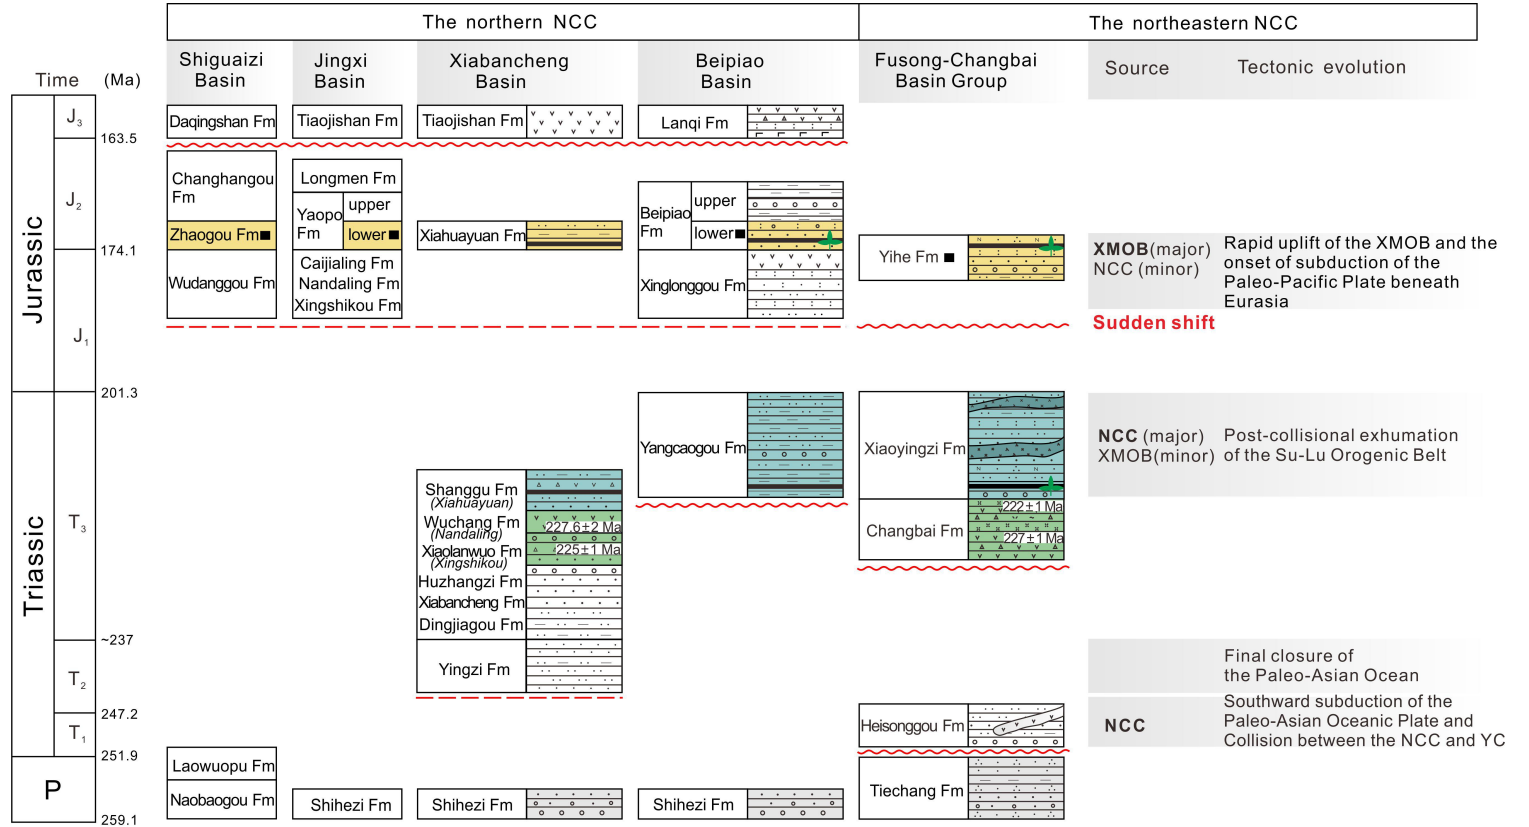 The northern NCC
The northeastern NCC
Time
(Ma)
Shiguaizi
Basin
Jingxi
Basin
Xiabancheng
Basin
Beipiao
Basin
Fusong-Changbai
Basin Group
Source
Tectonic evolution
Jurassic
J3
J2
J1
Triassic
T3
T2
T1
P
163.5
174.1
201.3
~237
247.2
251.9
259.1
Daqingshan Fm
Changhangou
Fm
Zhaogou Fm
Wudanggou Fm
Laowuopu Fm
Naobaogou Fm
Tiaojishan Fm
Longmen Fm
Yaopo
Fm
upper
lower
Caijialing Fm
Nandaling Fm
Xingshikou Fm
Shihezi Fm
Tiaojishan Fm
Xiahuayuan Fm
Shanggu Fm
(Xiahuayuan)
Wuchang Fm
(Nandaling)
227.6±2 Ma
Xiaolanwuo Fm
(Xingshikou)
225±1 Ma
Huzhangzi Fm
Xiabancheng Fm
Dingjiagou Fm
Yingzi Fm
Shihezi Fm
Lanqi Fm
Beipiao
Fm
upper
lower
Xinglonggou Fm
Yangcaogou Fm
Shihezi Fm
Yihe Fm
Xiaoyingzi Fm
Changbai Fm
222±1 Ma
227±1 Ma
Heisonggou Fm
Tiechang Fm
XMOB(major)
NCC (minor)
Rapid uplift of the XMOB and the
onset of subduction of the
Paleo-Pacific Plate beneath
Eurasia
Sudden shift
NCC (major)
XMOB(minor)
Post-collisional exhumation
of the Su-Lu Orogenic Belt
Final closure of
the Paleo-Asian Ocean
NCC
Southward subduction of the
Paleo-Asian Oceanic Plate and
Collision between the NCC and YC